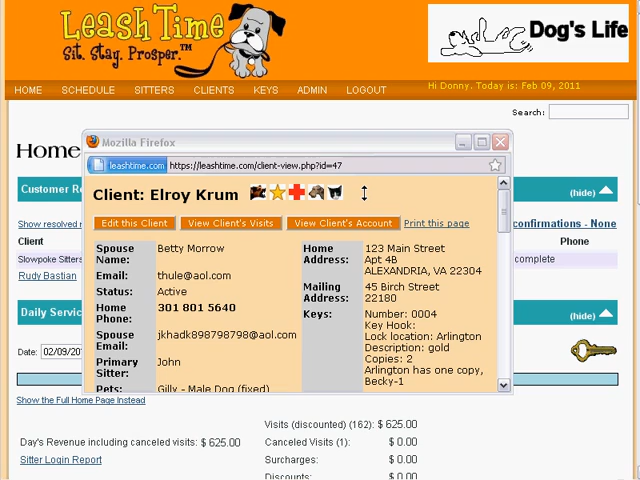 LeashTime
Sit. Stay. Prosper.™
Dog's Life
HOME SCHEDULE SITTERS CLIENTS KEYS ADMIN LOGOUT
Hi Donny. Today is: Feb 09, 2011
Search:
Home
Mozilla Firefox
leashtime.com https://leashtime.com/client-view.php?id=47
Client: Elroy Krum
Edit this Client View Client's Visits View Client's Account Print this page
Spouse Name: Betty Morrow
Email: thule@aol.com
Status: Active
Home Phone: 301 801 5640
Spouse Email: jkhadk898798798@aol.com
Primary Sitter: John
Pets: Gilly - Male Dog (fixed)
Home Address: 123 Main Street
Apt 4B
ALEXANDRIA, VA 22304
Mailing Address: 45 Birch Street
22180
Keys: Number: 0004
Key Hook:
Lock location: Arlington
Description: gold
Copies: 2
Arlington has one copy,
Becky-1
Customer Re
(hide)
Show resolved r
onfirmations - None
Client
Phone
Slowpoke Sitters
complete
Rudy Bastian
Daily Servic
(hide)
Date: 02/09/20
Show the Full Home Page Instead
Visits (discounted) (162): $ 625.00
Day's Revenue including canceled visits: $ 625.00
Canceled Visits (1): $ 0.00
Sitter Login Report
Surcharges: $ 0.00
Discounts: $ 0.00